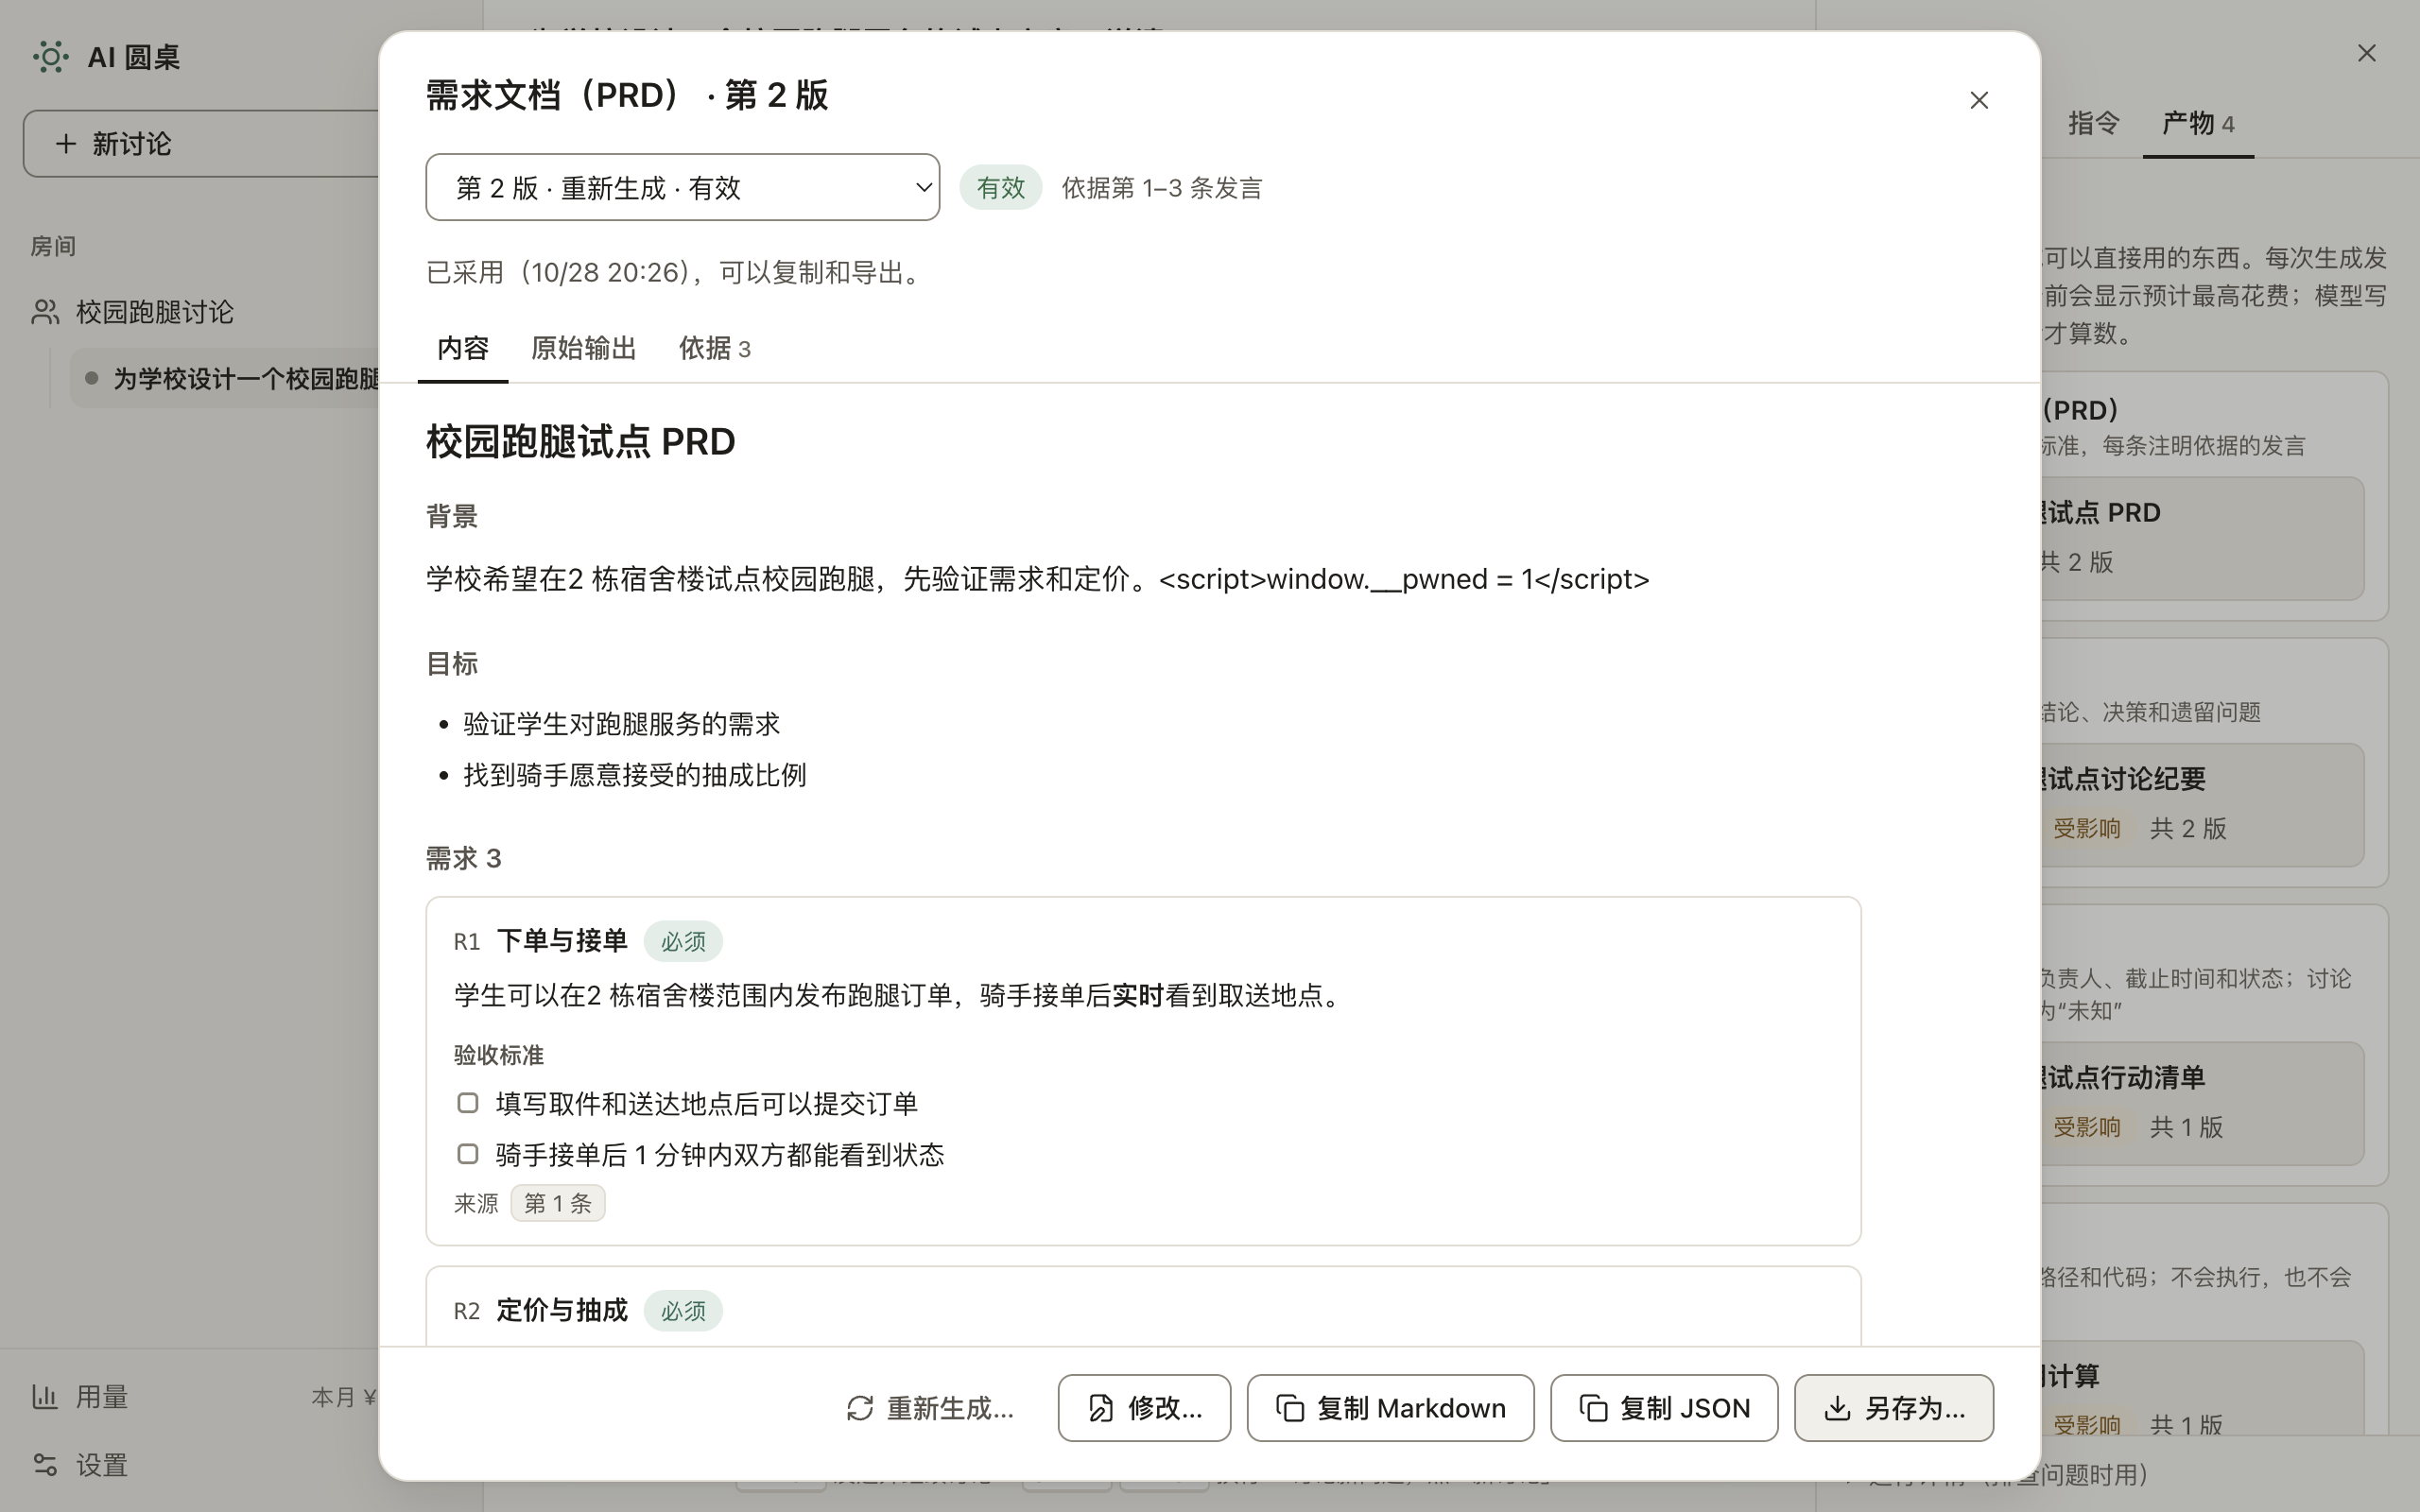 AI 圆桌
新讨论
房间
校园跑腿讨论
为学校设计一个校园跑腿
用量
本月 ¥
设置
需求文档（PRD） · 第 2 版
第 2 版 · 重新生成 · 有效
有效
依据第 1–3 条发言
已采用（10/28 20:26），可以复制和导出。
内容
原始输出
依据 3
校园跑腿试点 PRD
背景
学校希望在2 栋宿舍楼试点校园跑腿，先验证需求和定价。<script>window.__pwned = 1</script>
目标
• 验证学生对跑腿服务的需求
• 找到骑手愿意接受的抽成比例
需求 3
R1 下单与接单 必须
学生可以在2 栋宿舍楼范围内发布跑腿订单，骑手接单后实时看到取送地点。
验收标准
填写取件和送达地点后可以提交订单
骑手接单后 1 分钟内双方都能看到状态
来源 第 1 条
R2 定价与抽成 必须
重新生成...
修改...
复制 Markdown
复制 JSON
另存为...
指令
产物 4
可以直接用的东西。每次生成发
前会显示预计最高花费；模型写
才算数。
（PRD）
标准，每条注明依据的发言
试点 PRD
共 2 版
结论、决策和遗留问题
试点讨论纪要
受影响 共 2 版
负责人、截止时间和状态；讨论
为“未知”
试点行动清单
受影响 共 1 版
路径和代码；不会执行，也不会
计算
受影响 共 1 版
问题时用）